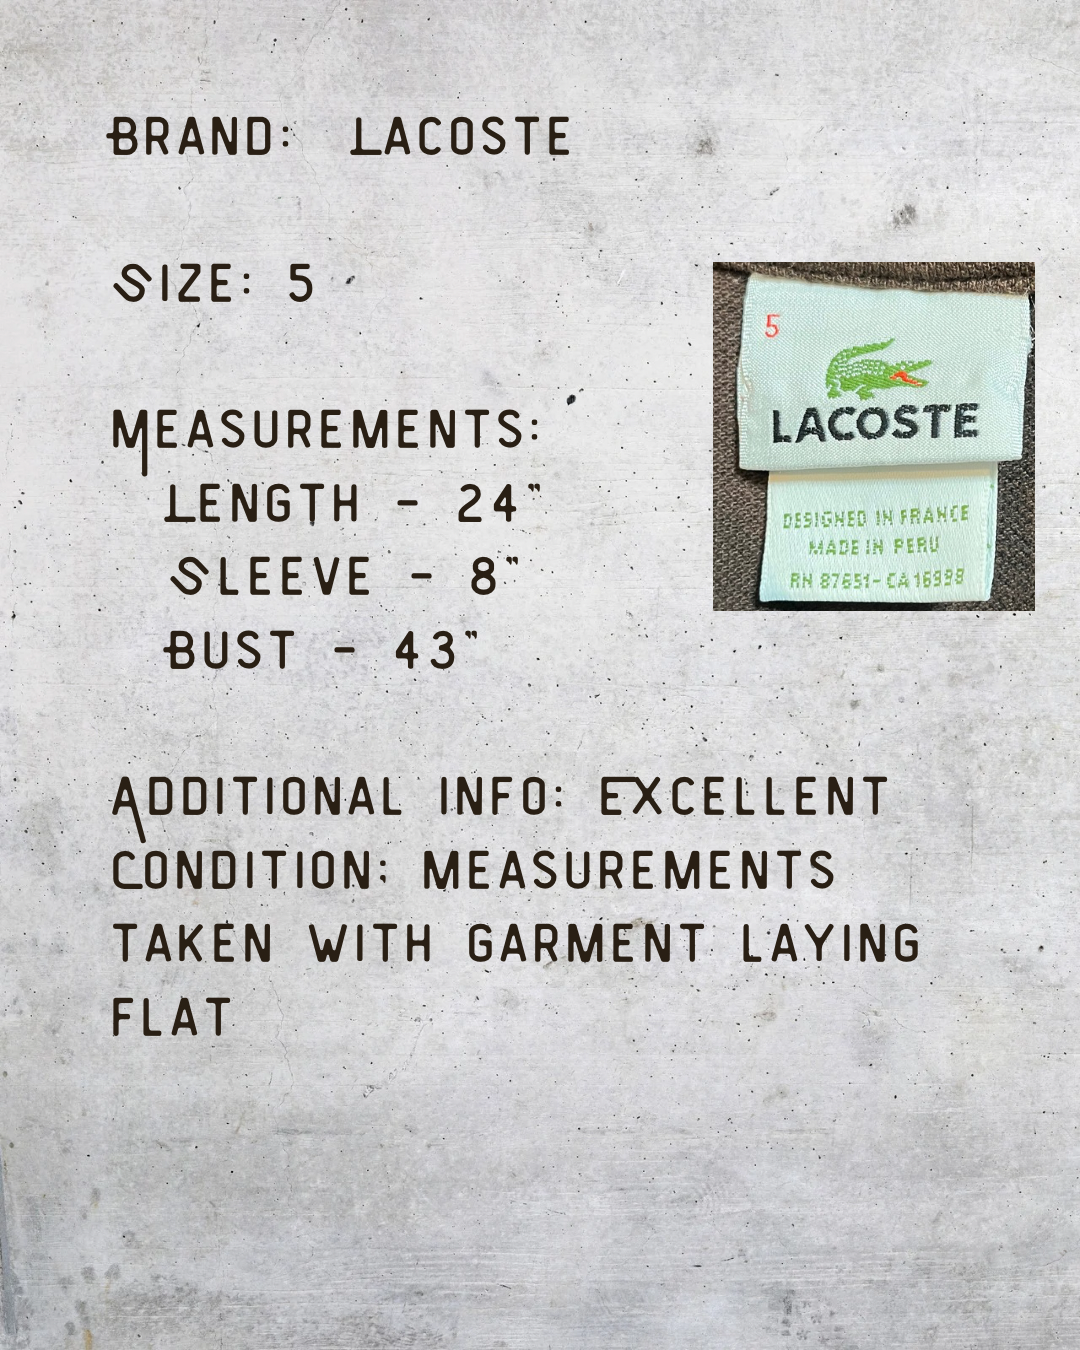 BRAND: LACOSTE
SIZE: 5
MEASUREMENTS:
LENGTH - 24"
SLEEVE - 8"
BUST - 43"
ADDITIONAL INFO: EXCELLENT
CONDITION; MEASUREMENTS
TAKEN WITH GARMENT LAYING
FLAT
5
LACOSTE
DESIGNED IN FRANCE
MADE IN PERU
RN 87651- CA 16998